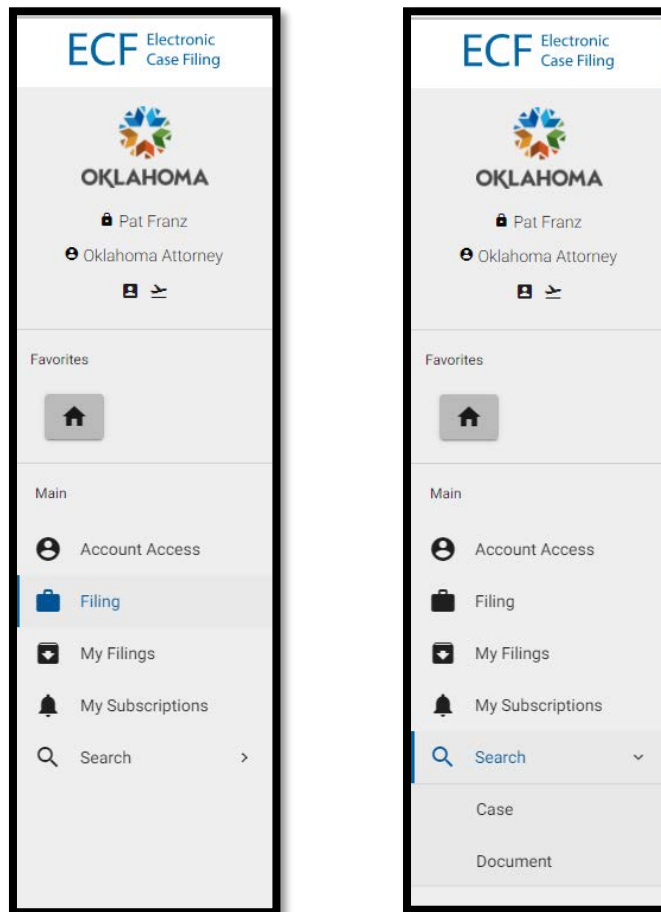 ECF Electronic
Case Filing
OKLAHOMA
Pat Franz
Oklahoma Attorney
Favorites
Main
Account Access
Filing
My Filings
My Subscriptions
Search
ECF Electronic
Case Filing
OKLAHOMA
Pat Franz
Oklahoma Attorney
Favorites
Main
Account Access
Filing
My Filings
My Subscriptions
Search
Case
Document